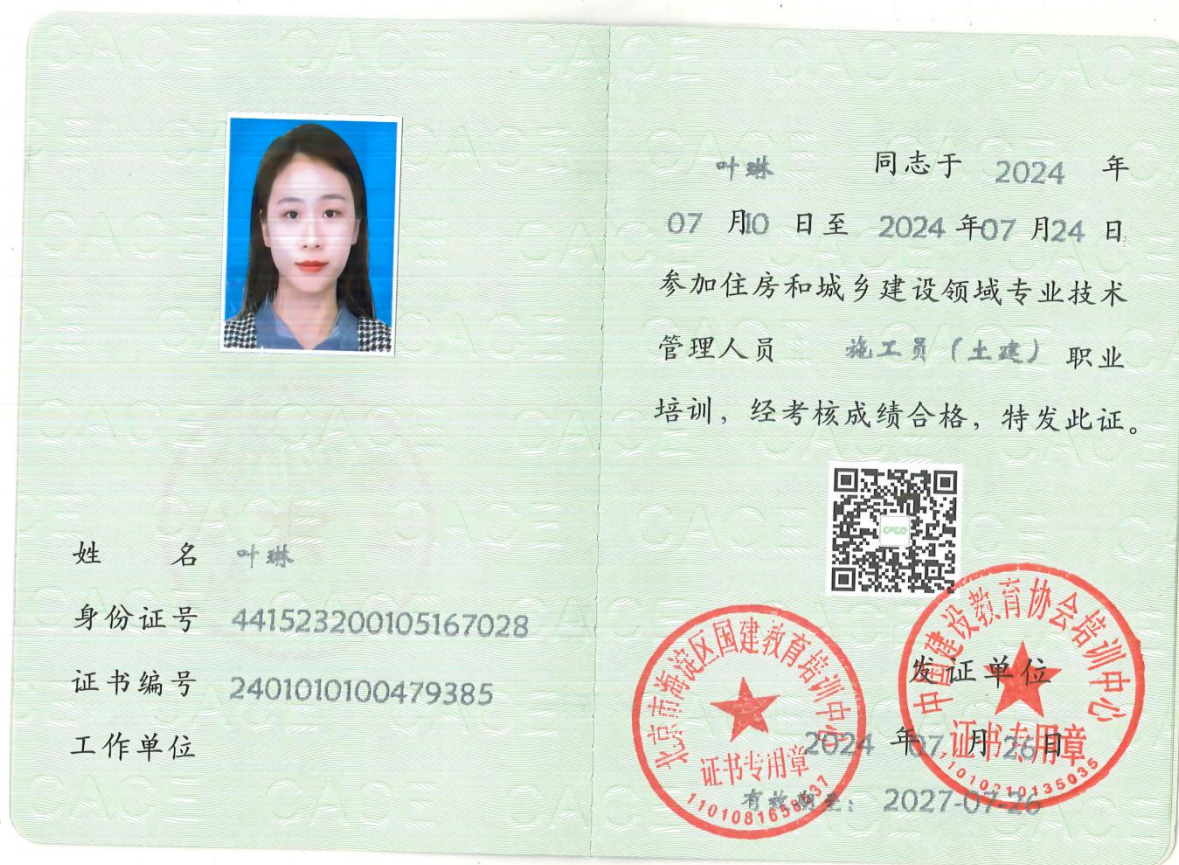 姓名 叶琳
身份证号 441523200105167028
证书编号 2401010100479385
工作单位
叶琳 同志于 2024 年
07 月10 日至 2024 年07 月24 日
参加住房和城乡建设领域专业技术
管理人员 施工员（土建） 职业
培训，经考核成绩合格，特发此证。
CACE
北京市海淀区国建教育培训中心
证书专用章
中国建设教育协会培训中心
证书专用章
11010210135035
发证单位
2024 年07 月26日
有效期至： 2027-07-26